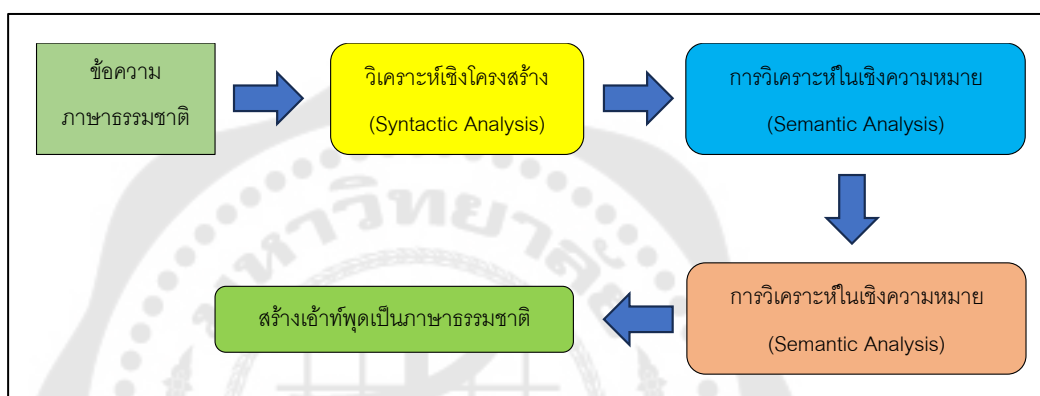 ข้อความ
ภาษาธรรมชาติ
วิเคราะห์เชิงโครงสร้าง
(Syntactic Analysis)
การวิเคราะห์ในเชิงความหมาย
(Semantic Analysis)
การวิเคราะห์ในเชิงความหมาย
(Semantic Analysis)
สร้างเอ้าท์พุตเป็นภาษาธรรมชาติ